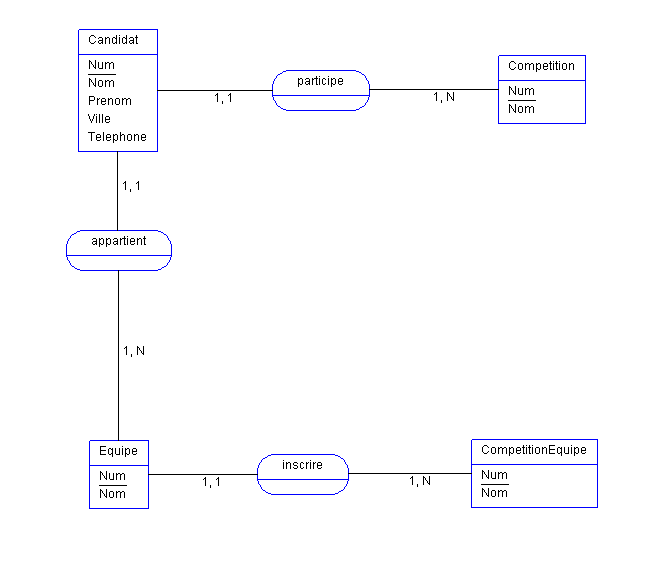 Candidat
Num
Nom
Prenom
Ville
Telephone
1, 1
participe
1, N
Competition
Num
Nom
1, 1
appartient
1, N
Equipe
Num
Nom
1, 1
inscrire
1, N
CompetitionEquipe
Num
Nom